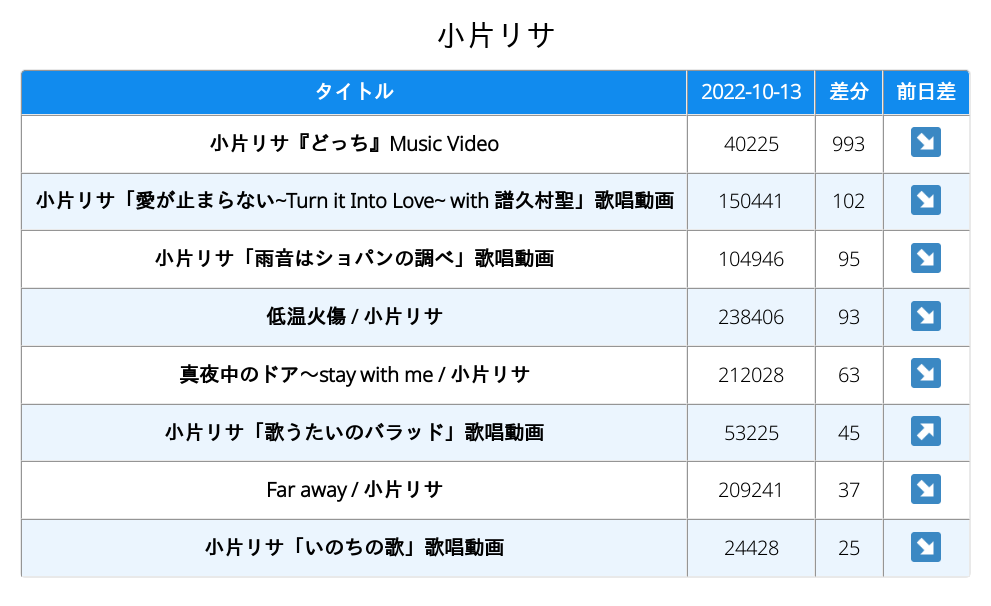 小片リサ
タイトル 2022-10-13 差分 前日差
小片リサ『どっち』Music Video 40225 993 ↘
小片リサ「愛が止まらない~Turn it Into Love~ with 譜久村聖」歌唱動画 150441 102 ↘
小片リサ「雨音はショパンの調べ」歌唱動画 104946 95 ↘
低温火傷 / 小片リサ 238406 93 ↘
真夜中のドア〜stay with me / 小片リサ 212028 63 ↘
小片リサ「歌うたいのバラッド」歌唱動画 53225 45 ↗
Far away / 小片リサ 209241 37 ↘
小片リサ「いのちの歌」歌唱動画 24428 25 ↘